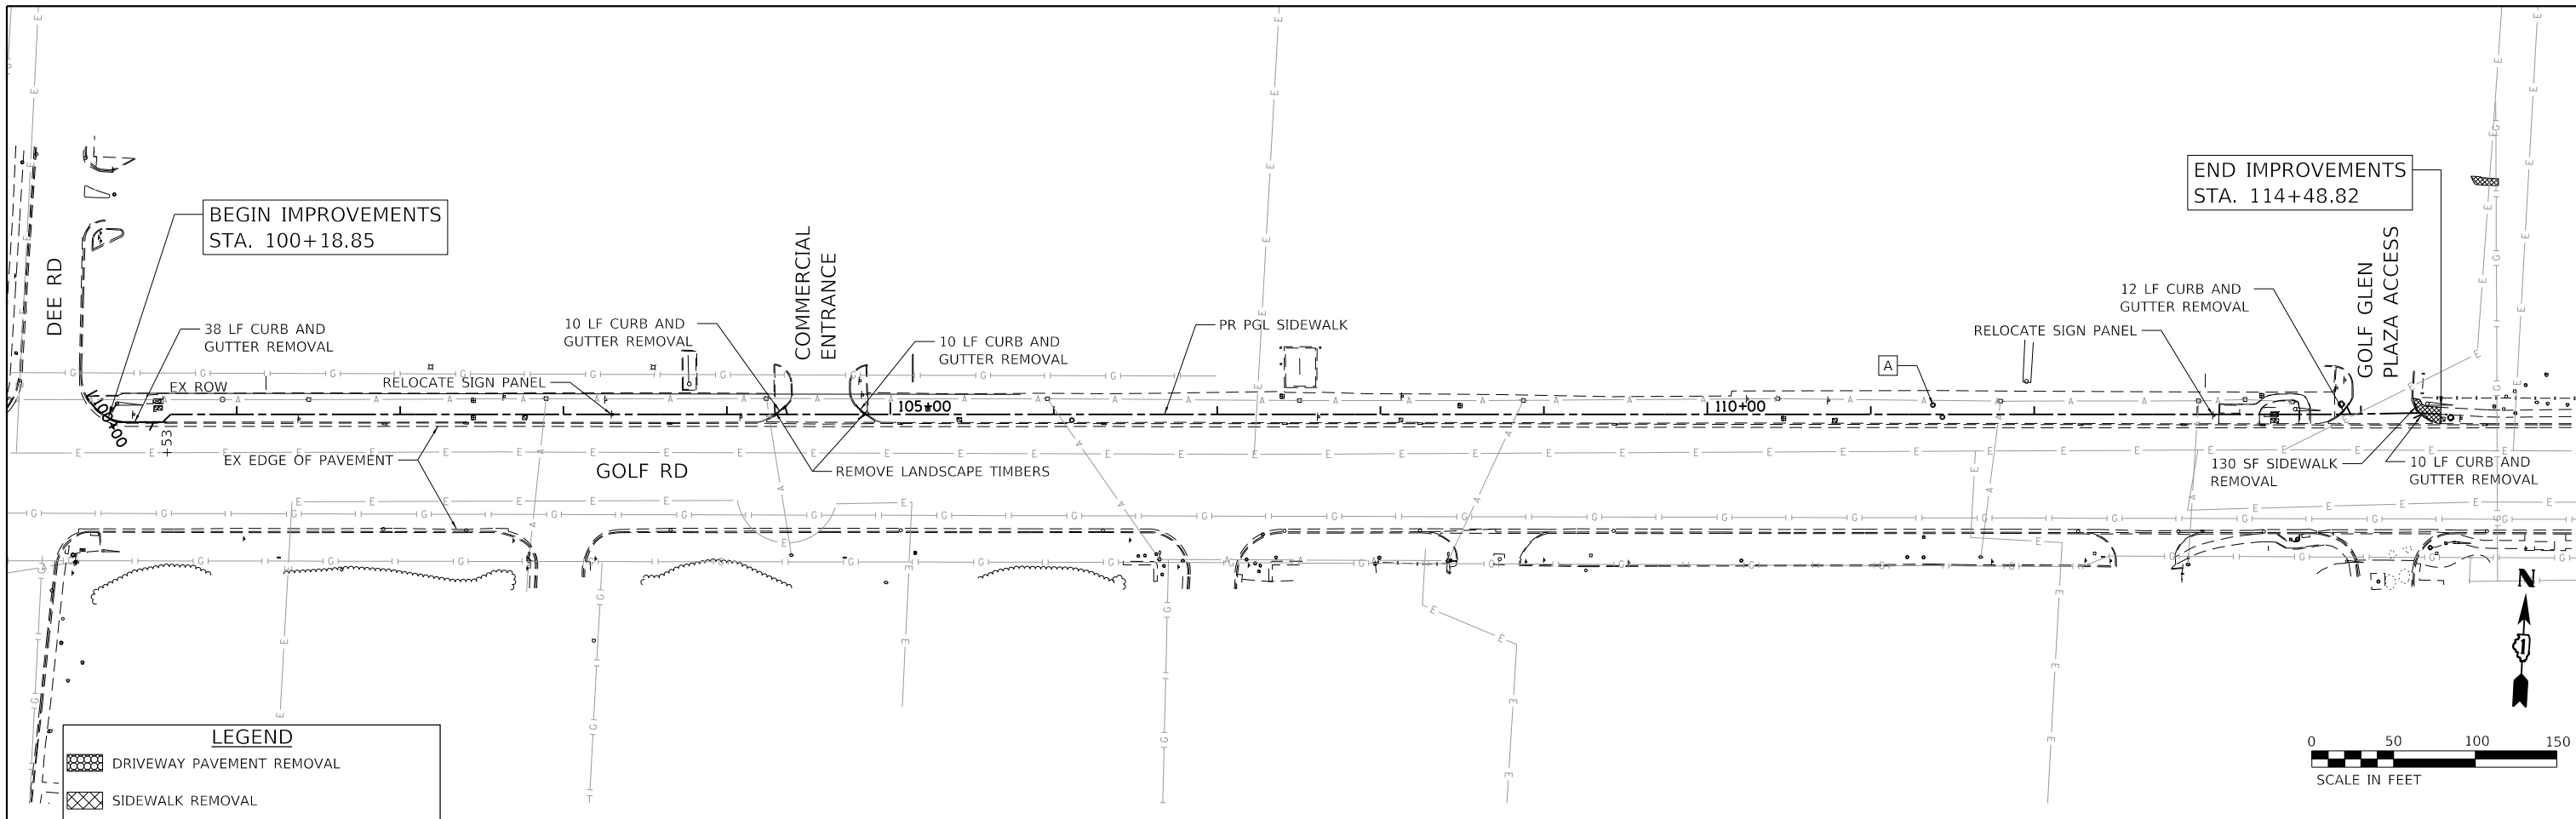 BEGIN IMPROVEMENTS
STA. 100+18.85
END IMPROVEMENTS
STA. 114+48.82
DEE RD
COMMERCIAL
ENTRANCE
GOLF GLEN
PLAZA ACCESS
38 LF CURB AND
GUTTER REMOVAL
10 LF CURB AND
GUTTER REMOVAL
10 LF CURB AND
GUTTER REMOVAL
PR PGL SIDEWALK
12 LF CURB AND
GUTTER REMOVAL
RELOCATE SIGN PANEL
A
EX ROW
RELOCATE SIGN PANEL
105+00
110+00
+53
EX EDGE OF PAVEMENT
GOLF RD
REMOVE LANDSCAPE TIMBERS
130 SF SIDEWALK
REMOVAL
10 LF CURB AND
GUTTER REMOVAL
N
1
LEGEND
DRIVEWAY PAVEMENT REMOVAL
SIDEWALK REMOVAL
0 50 100 150
SCALE IN FEET